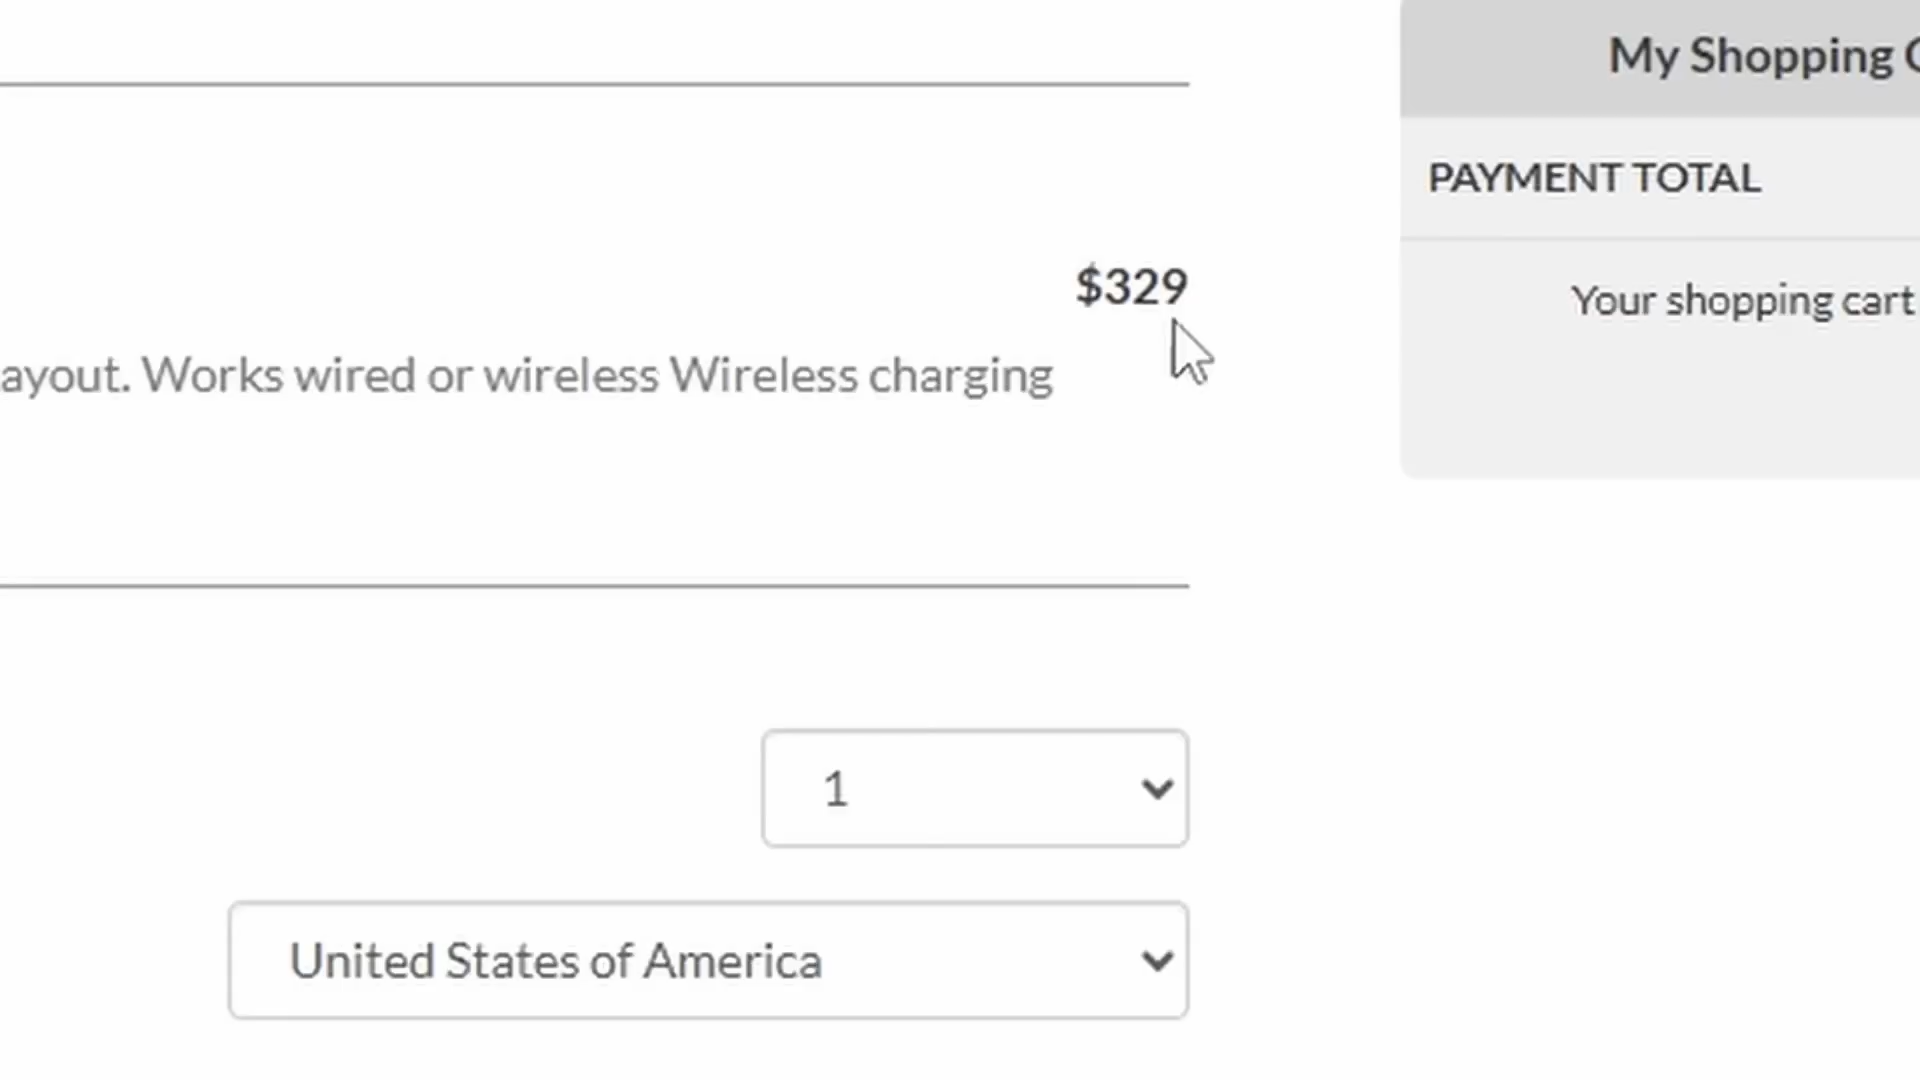 My Shopping
PAYMENT TOTAL
$329
Your shopping cart
ayout. Works wired or wireless Wireless charging
1
United States of America